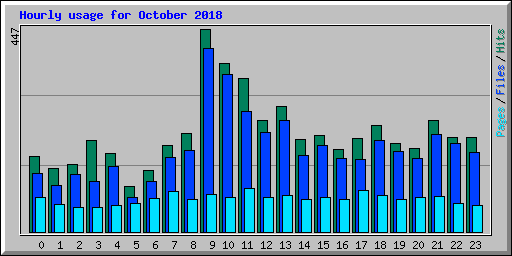 Hourly usage for October 2018
447
Pages/Files/Hits
0 1 2 3 4 5 6 7 8 9 10 11 12 13 14 15 16 17 18 19 20 21 22 23